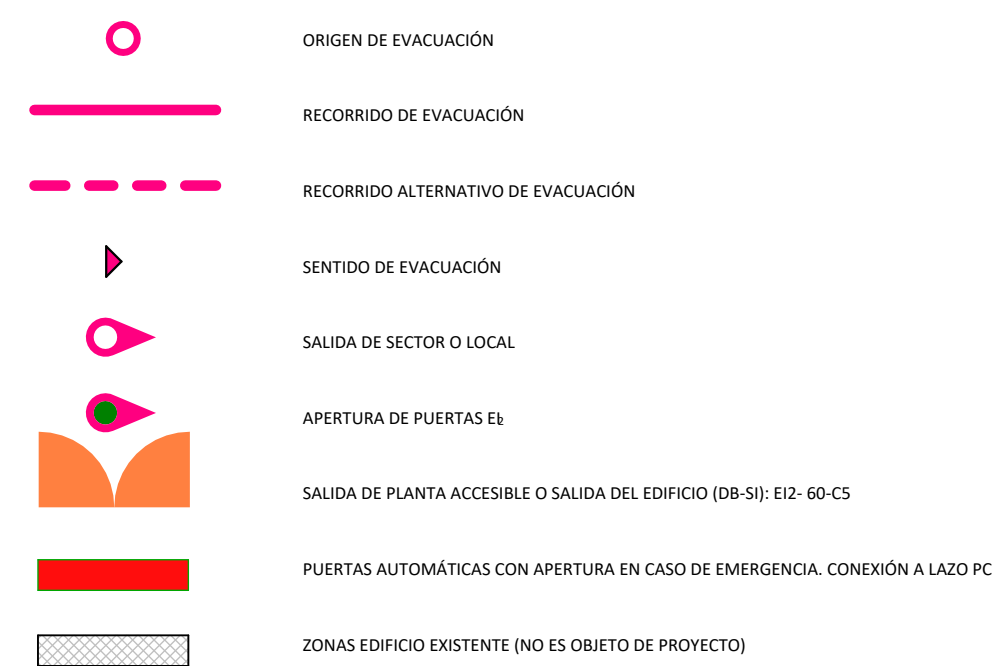 ORIGEN DE EVACUACIÓN
RECORRIDO DE EVACUACIÓN
RECORRIDO ALTERNATIVO DE EVACUACIÓN
SENTIDO DE EVACUACIÓN
SALIDA DE SECTOR O LOCAL
APERTURA DE PUERTAS EI₂
SALIDA DE PLANTA ACCESIBLE O SALIDA DEL EDIFICIO (DB-SI): EI2- 60-C5
PUERTAS AUTOMÁTICAS CON APERTURA EN CASO DE EMERGENCIA. CONEXIÓN A LAZO PC
ZONAS EDIFICIO EXISTENTE (NO ES OBJETO DE PROYECTO)